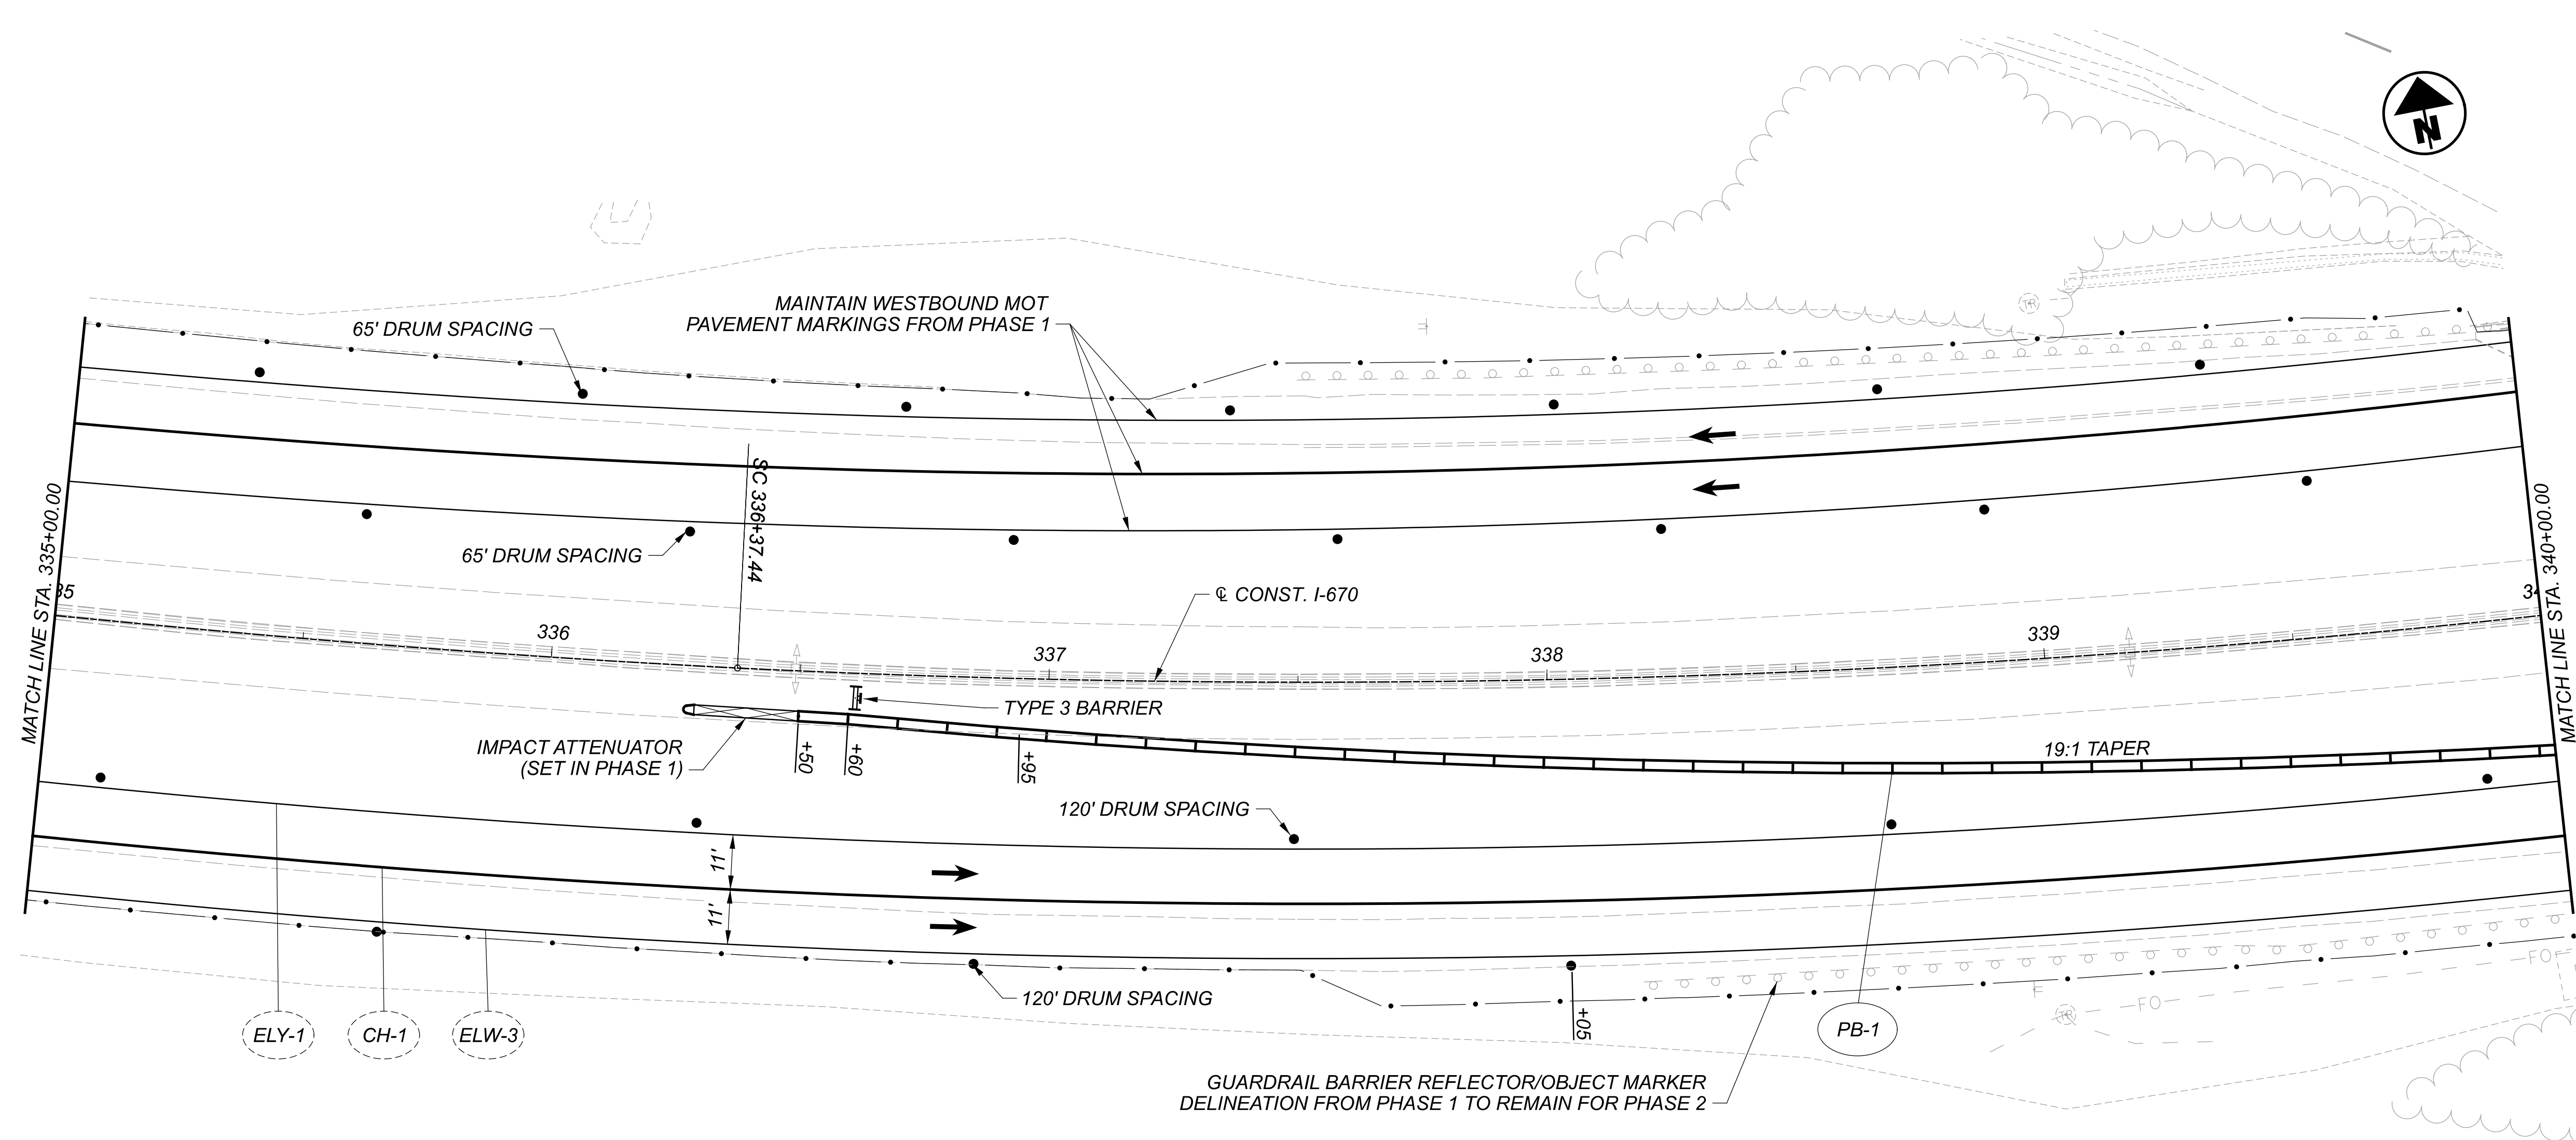 N
TR
MAINTAIN WESTBOUND MOT
PAVEMENT MARKINGS FROM PHASE 1
65' DRUM SPACING
SC 336+37.44
65' DRUM SPACING
MATCH LINE STA. 335+00.00
MATCH LINE STA. 340+00.00
℄ CONST. I-670
35
336
337
338
339
34
TYPE 3 BARRIER
IMPACT ATTENUATOR
(SET IN PHASE 1)
+50
+60
+95
19:1 TAPER
120' DRUM SPACING
11'
11'
120' DRUM SPACING
+05
ELY-1
CH-1
ELW-3
PB-1
TR
FO
FO
GUARDRAIL BARRIER REFLECTOR/OBJECT MARKER
DELINEATION FROM PHASE 1 TO REMAIN FOR PHASE 2